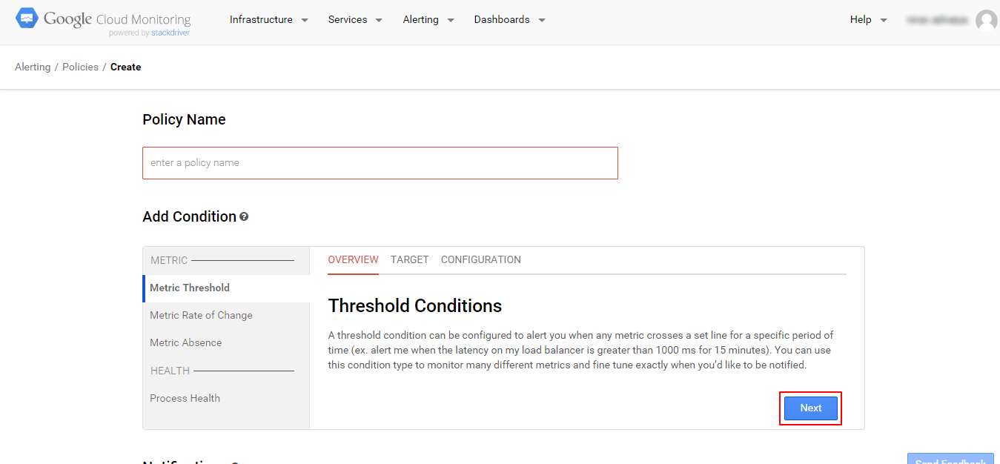 Google Cloud Monitoring Infrastructure Services Alerting Dashboards Help
powered by stackdriver
Alerting / Policies / Create
Policy Name
enter a policy name
Add Condition
METRIC OVERVIEW TARGET CONFIGURATION
Metric Threshold
Metric Rate of Change
Metric Absence
HEALTH
Process Health
Threshold Conditions
A threshold condition can be configured to alert you when any metric crosses a set line for a specific period of
time (ex. alert me when the latency on my load balancer is greater than 1000 ms for 15 minutes). You can use
this condition type to monitor many different metrics and fine tune exactly when you'd like to be notified.
Next
Send Feedback